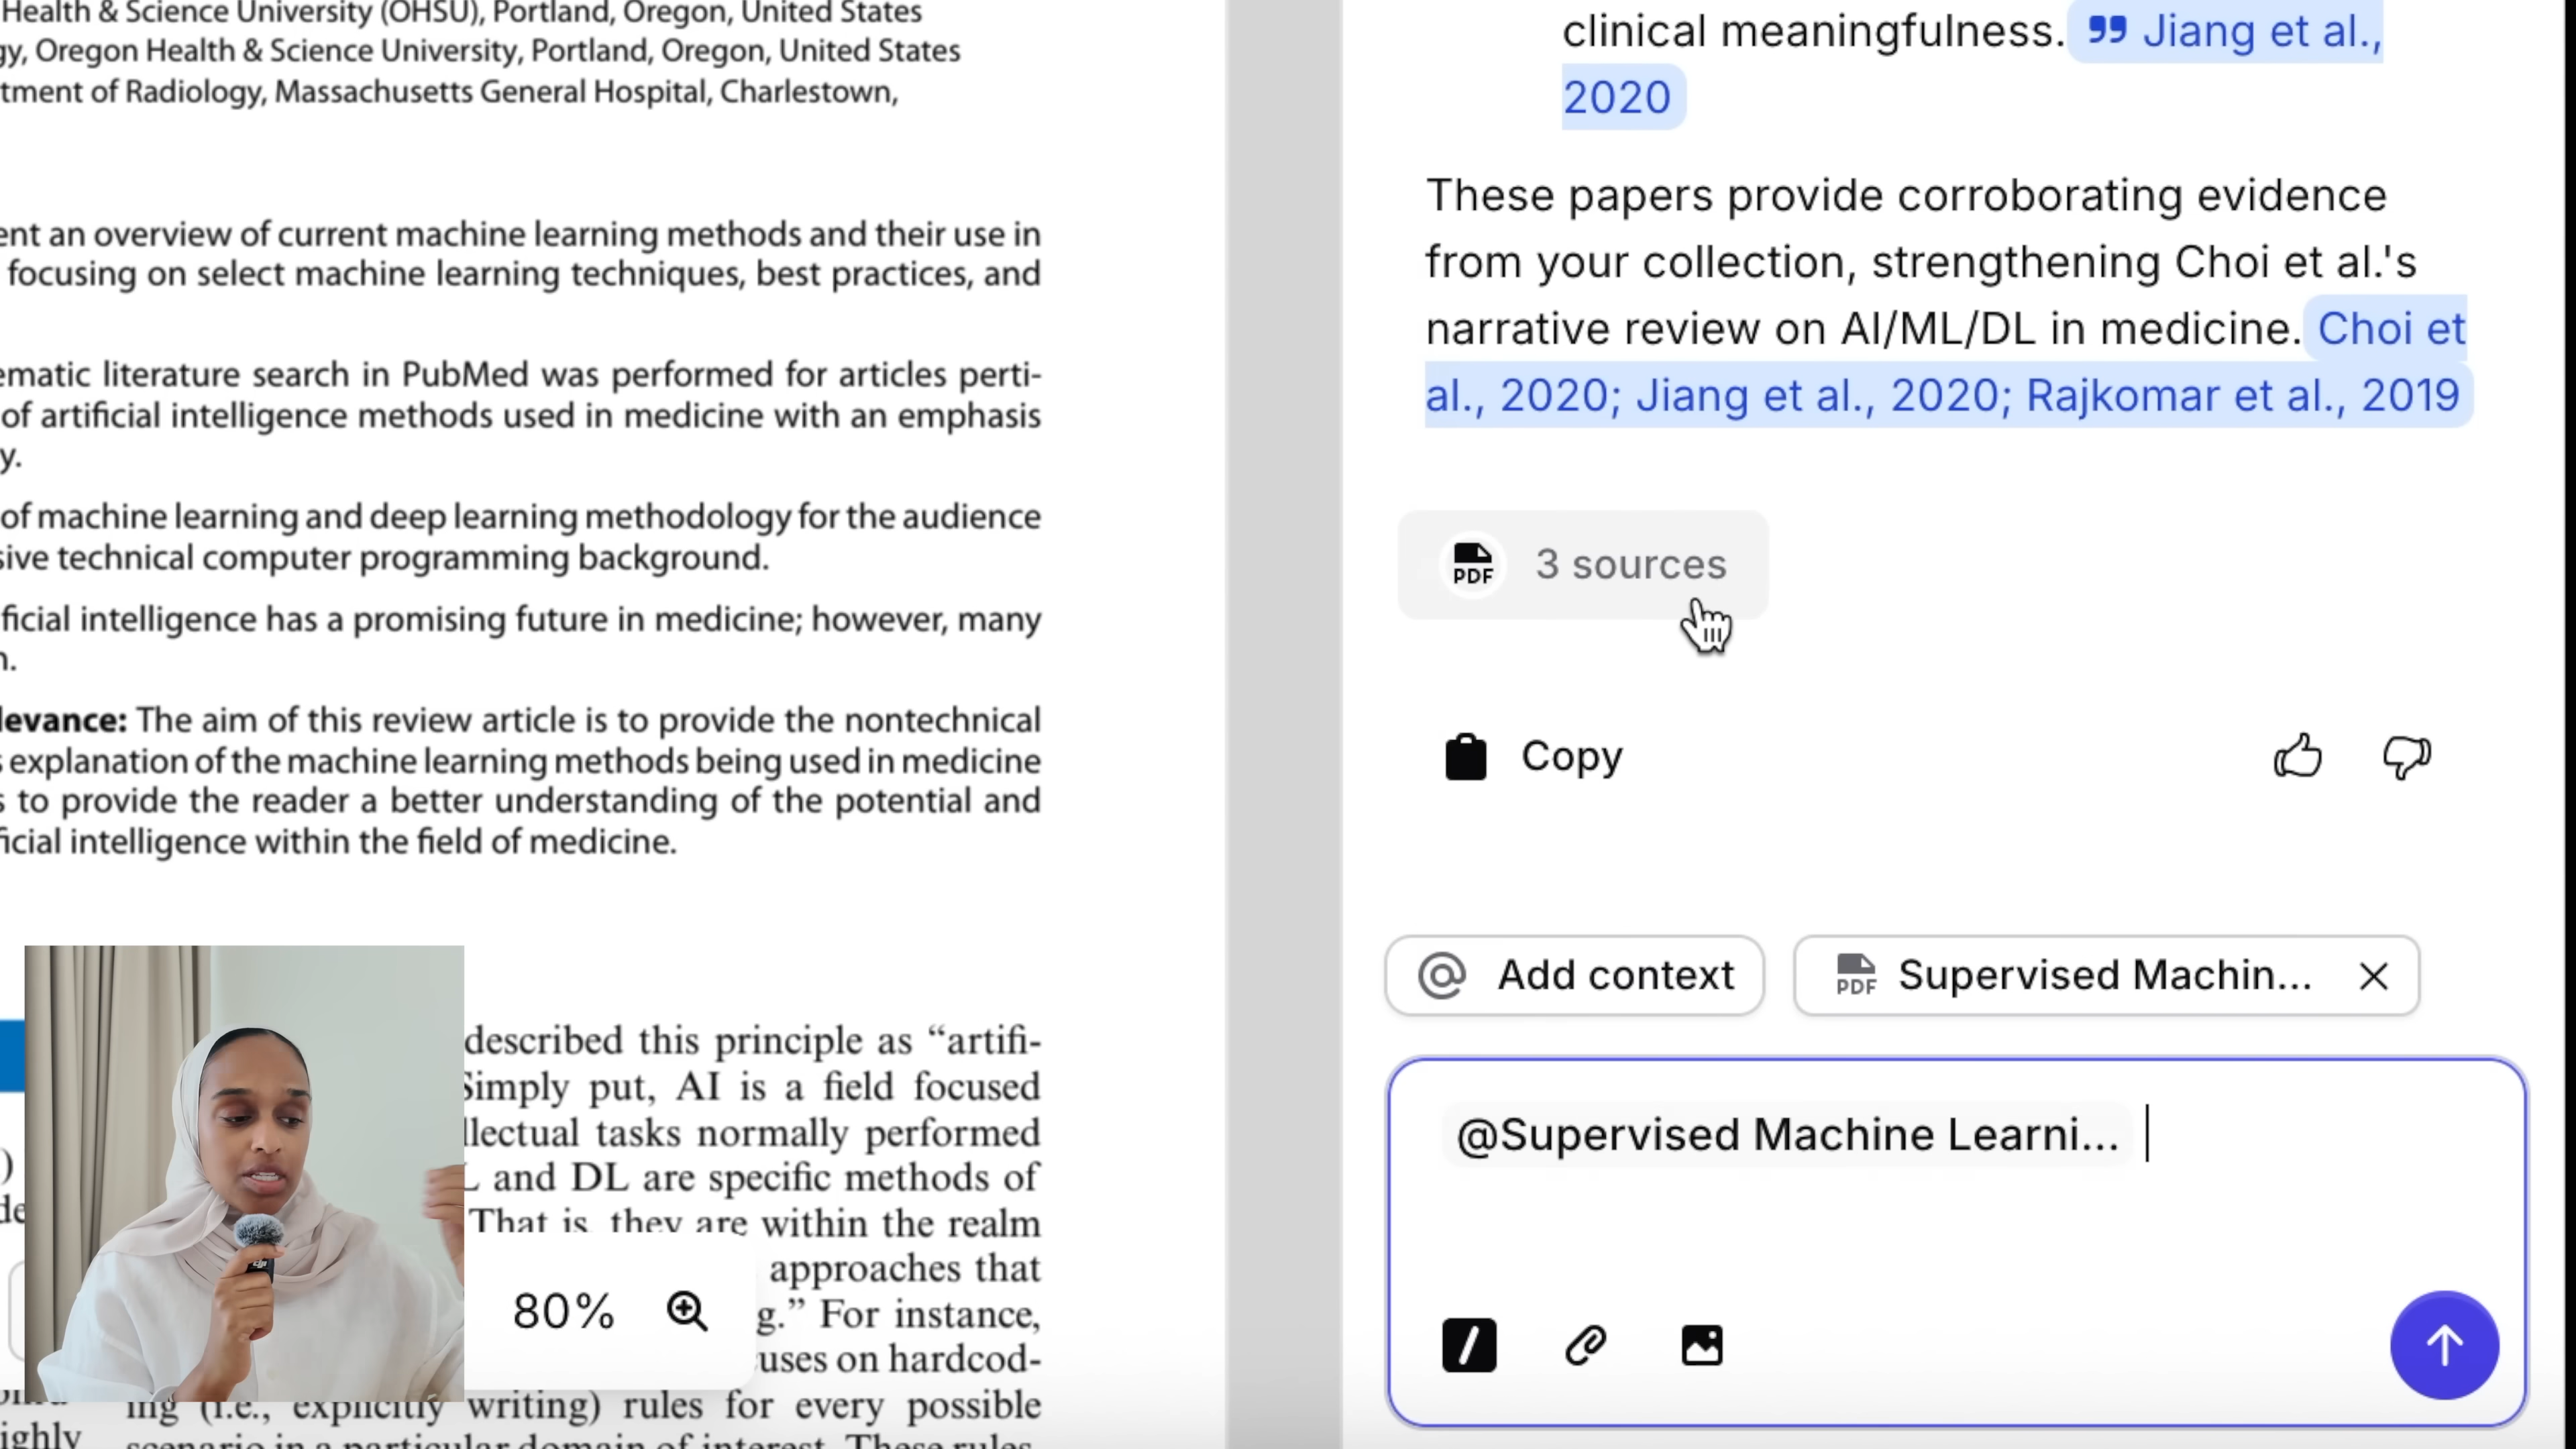 Health & Science University (OHSU), Portland, Oregon, United States
gy, Oregon Health & Science University, Portland, Oregon, United States
tment of Radiology, Massachusetts General Hospital, Charlestown,
ent an overview of current machine learning methods and their use in
focusing on select machine learning techniques, best practices, and
ematic literature search in PubMed was performed for articles perti-
of artificial intelligence methods used in medicine with an emphasis
y.
of machine learning and deep learning methodology for the audience
sive technical computer programming background.
ficial intelligence has a promising future in medicine; however, many
n.
levance: The aim of this review article is to provide the nontechnical
s explanation of the machine learning methods being used in medicine
s to provide the reader a better understanding of the potential and
ficial intelligence within the field of medicine.
described this principle as “artifi-
Simply put, AI is a field focused
llectual tasks normally performed
L and DL are specific methods of
That is, they are within the realm
approaches that
g.” For instance,
uses on hardcod-
ing (i.e., explicitly writing) rules for every possible
ighly scenario in a particular domain of interest. These rules
80%
clinical meaningfulness. Jiang et al.,
2020
These papers provide corroborating evidence
from your collection, strengthening Choi et al.'s
narrative review on AI/ML/DL in medicine. Choi et
al., 2020; Jiang et al., 2020; Rajkomar et al., 2019
PDF 3 sources
Copy
@ Add context
PDF Supervised Machin...
@Supervised Machine Learni...